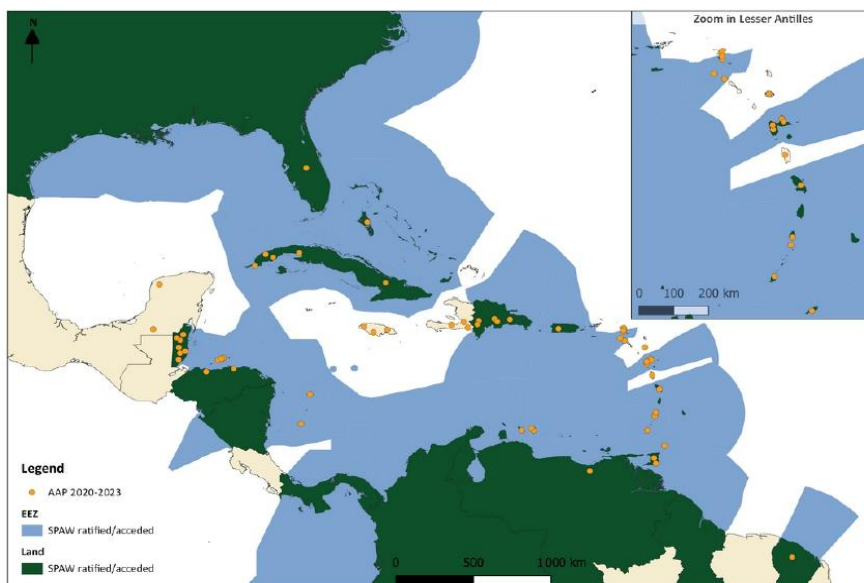 N
Zoom in Lesser Antilles
0 100 200 km
Legend
AAP 2020-2023
EEZ
SPAW ratified/acceded
Land
SPAW ratified/acceded
0 500 1000 km